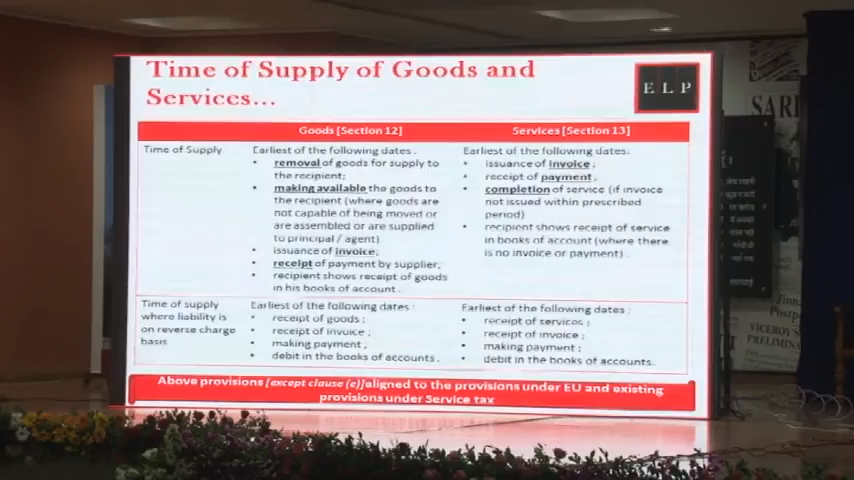 Time of Supply of Goods and
Services...
E L P
Goods [Section 12]
Services [Section 13]
Time of Supply
Earliest of the following dates :
• removal of goods for supply to
the recipient;
• making available the goods to
the recipient (where goods are
not capable of being moved or
are assembled or are supplied
to principal / agent)
• issuance of invoice;
• receipt of payment by supplier;
• recipient shows receipt of goods
in his books of account .
Earliest of the following dates:
• issuance of invoice ;
• receipt of payment ,
• completion of service (if invoice
not issued within prescribed
period)
• recipient shows receipt of service
in books of account (where there
is no invoice or payment) .
Time of supply
where liability is
on reverse charge
basis
Earliest of the following dates :
• receipt of goods ;
• receipt of invoice ;
• making payment ;
• debit in the books of accounts .
Earliest of the following dates :
• receipt of services ;
• receipt of invoice ;
• making payment ;
• debit in the books of accounts.
Above provisions [except clause (e)]aligned to the provisions under EU and existing
provisions under Service tax
SARD
Jinna
Postpo
VICEROY'S
PRELIMINA